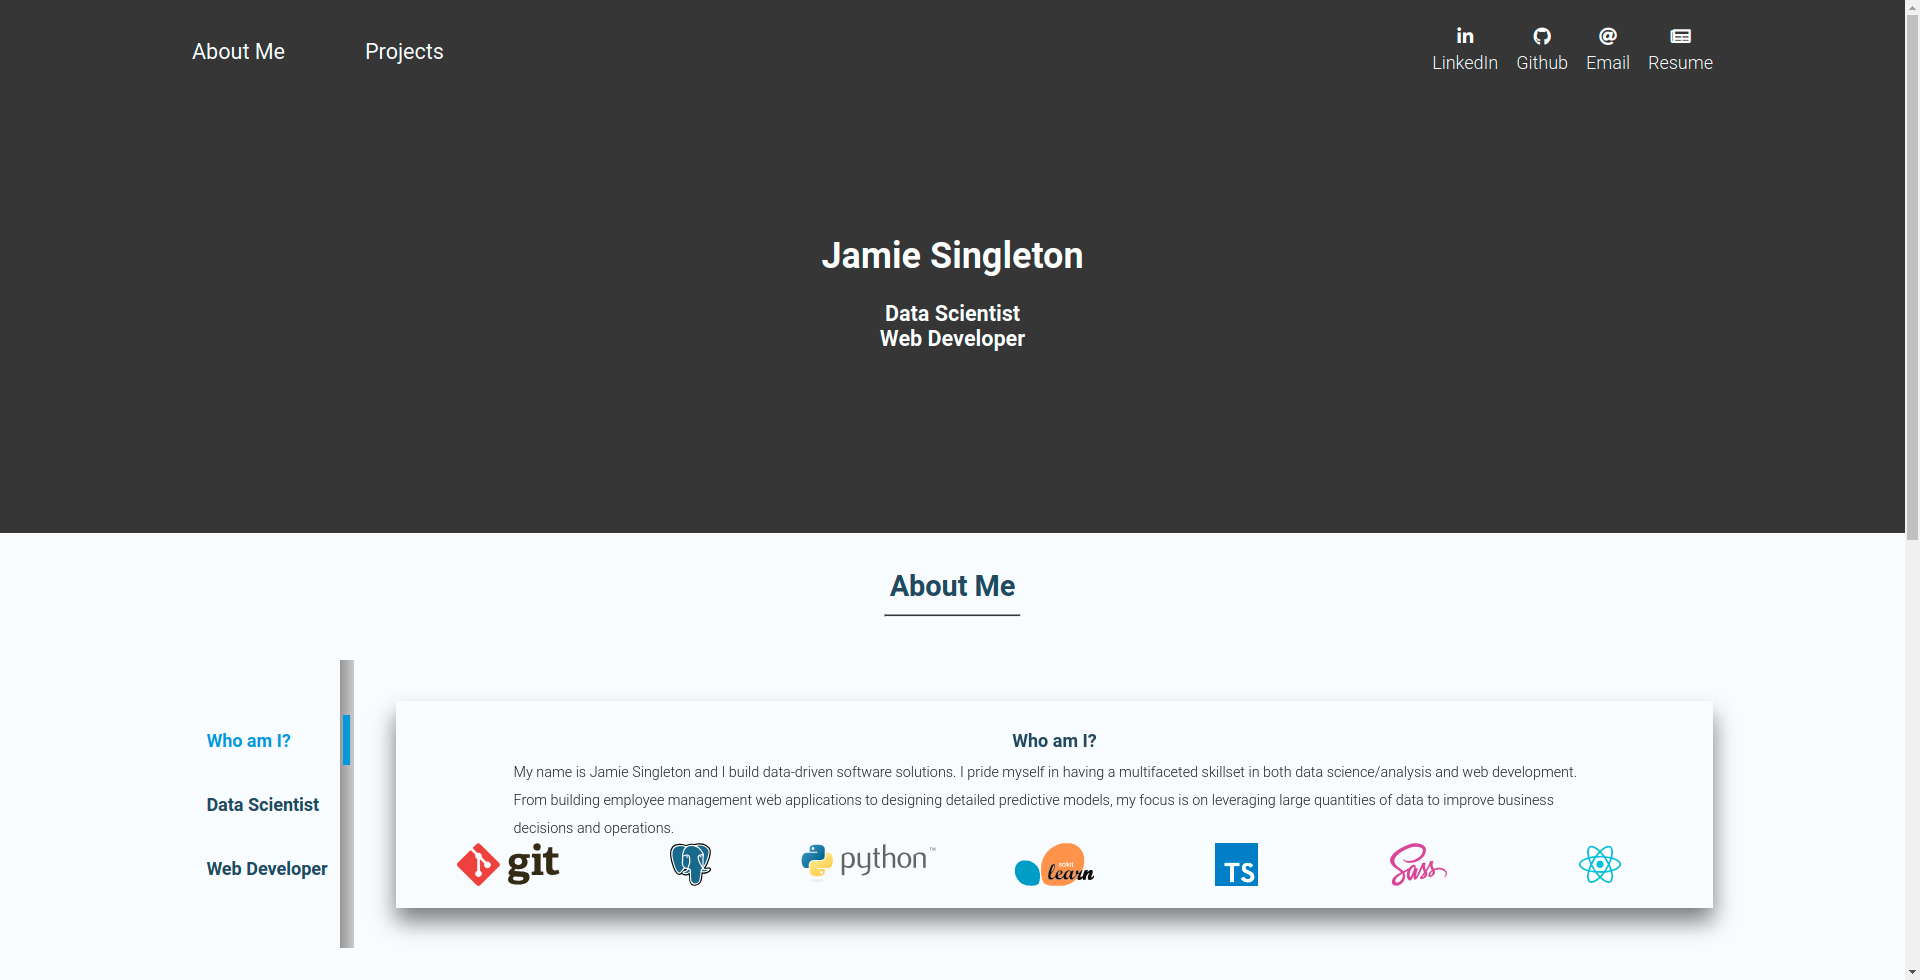 About Me
Projects
LinkedIn
Github
Email
Resume
Jamie Singleton
Data Scientist
Web Developer
About Me
Who am I?
Data Scientist
Web Developer
Who am I?
My name is Jamie Singleton and I build data-driven software solutions. I pride myself in having a multifaceted skillset in both data science/analysis and web development.
From building employee management web applications to designing detailed predictive models, my focus is on leveraging large quantities of data to improve business
decisions and operations.
git
python™
scikit
learn
TS
Sass